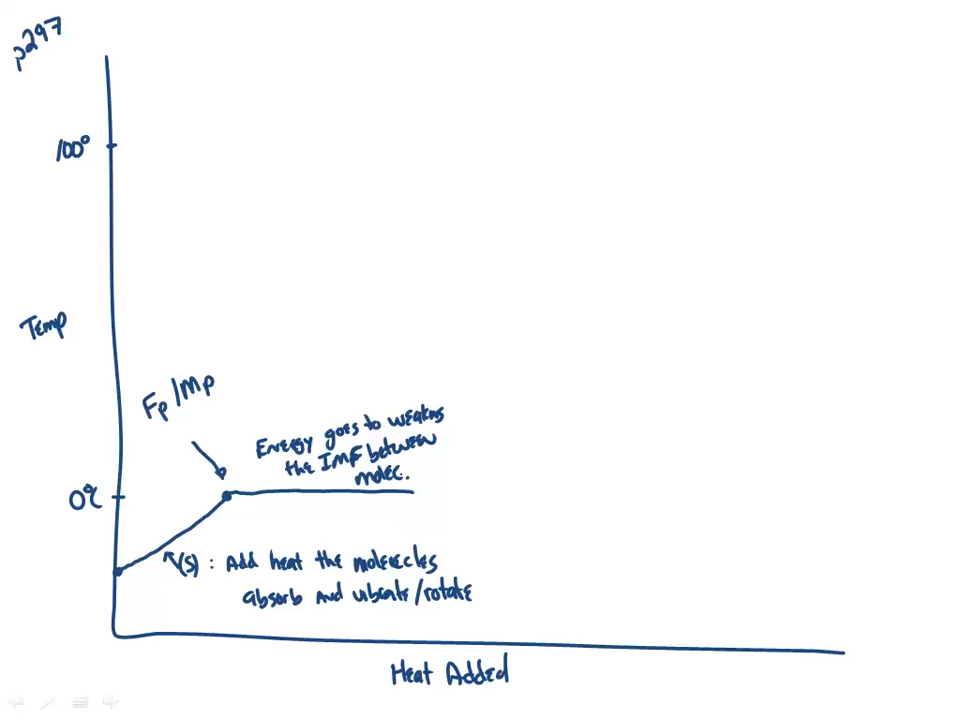 p297
100°
Temp
Fp/Mp
Energy goes to weakns
the IMF between
molec.
0°C
(s) : Add heat the molecules
absorb and vibrate/rotate
Heat Added